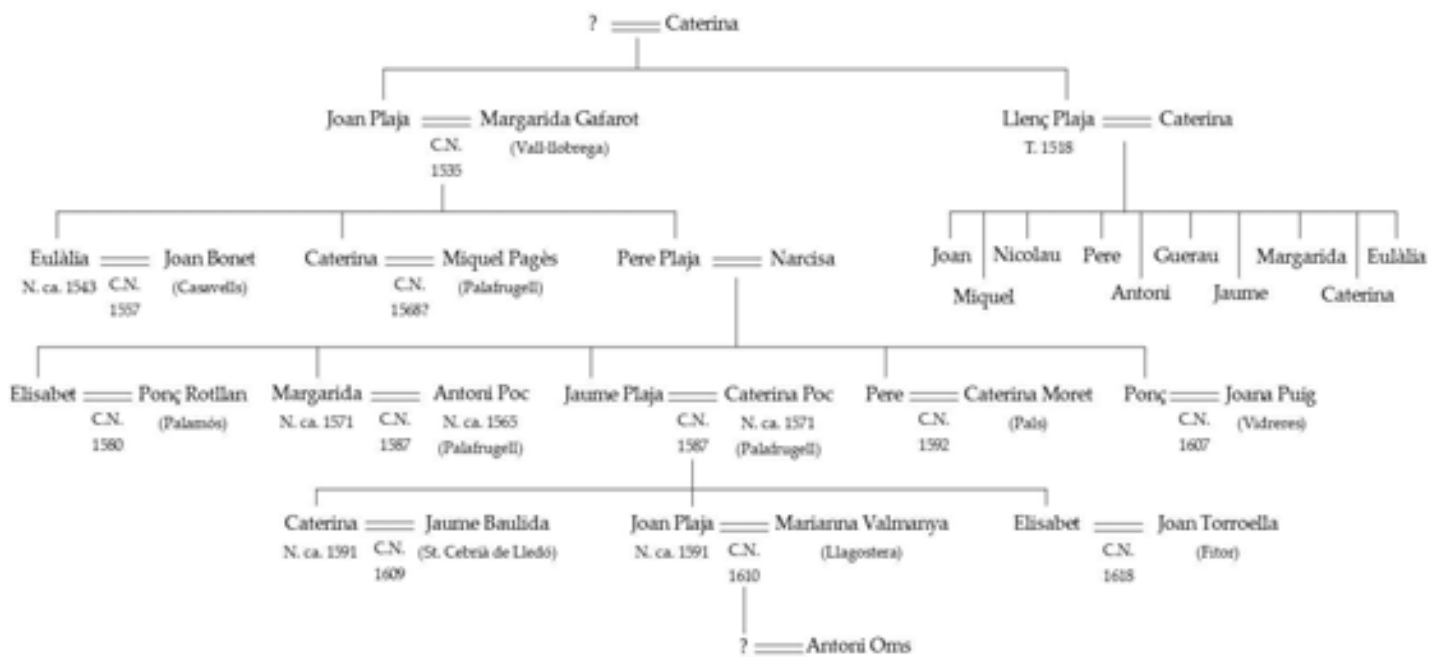 ? Caterina
Joan Plaja Margarida Gafarot Llenç Plaja Caterina
C.N. (Vall-llobrega) T. 1518
1535
Eulàlia Joan Bonet Caterina Miquel Pagès Pere Plaja Narcisa Joan Nicolau Pere Guerau Margarida Eulàlia
N. ca. 1543 C.N. (Casavells) C.N. (Palafrugell) Miquel Antoni Jaume Caterina
1557 1568?
Elisabet Ponç Rotllan Margarida Antoni Poc Jaume Plaja Caterina Poc Pere Caterina Moret Ponç Joana Puig
C.N. (Palamós) N. ca. 1571 C.N. N. ca. 1565 C.N. N. ca. 1571 C.N. (Pals) C.N. (Vidreres)
1580 1587 (Palafrugell) 1587 (Palafrugell) 1592 1607
Caterina Jaume Baulida Joan Plaja Marianna Valmanya Elisabet Joan Torroella
N. ca. 1591 C.N. (St. Cebrià de Lledó) N. ca. 1591 C.N. (Llagostera) C.N. (Fitor)
1609 1610 1618
? Antoni Oms